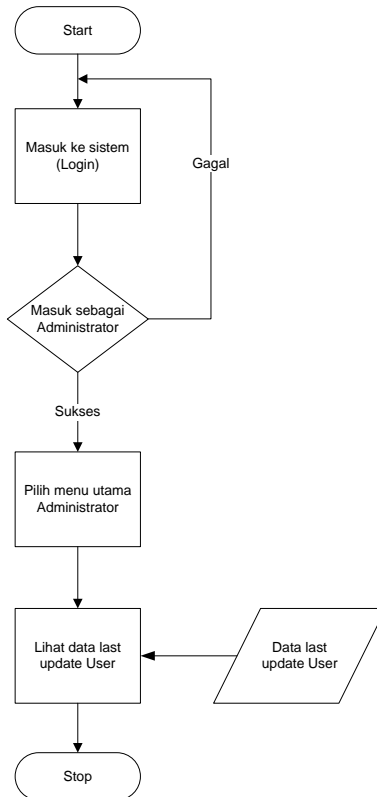 Start
Masuk ke sistem
(Login)
Gagal
Masuk sebagai
Administrator
Sukses
Pilih menu utama
Administrator
Lihat data last
update User
Data last
update User
Stop